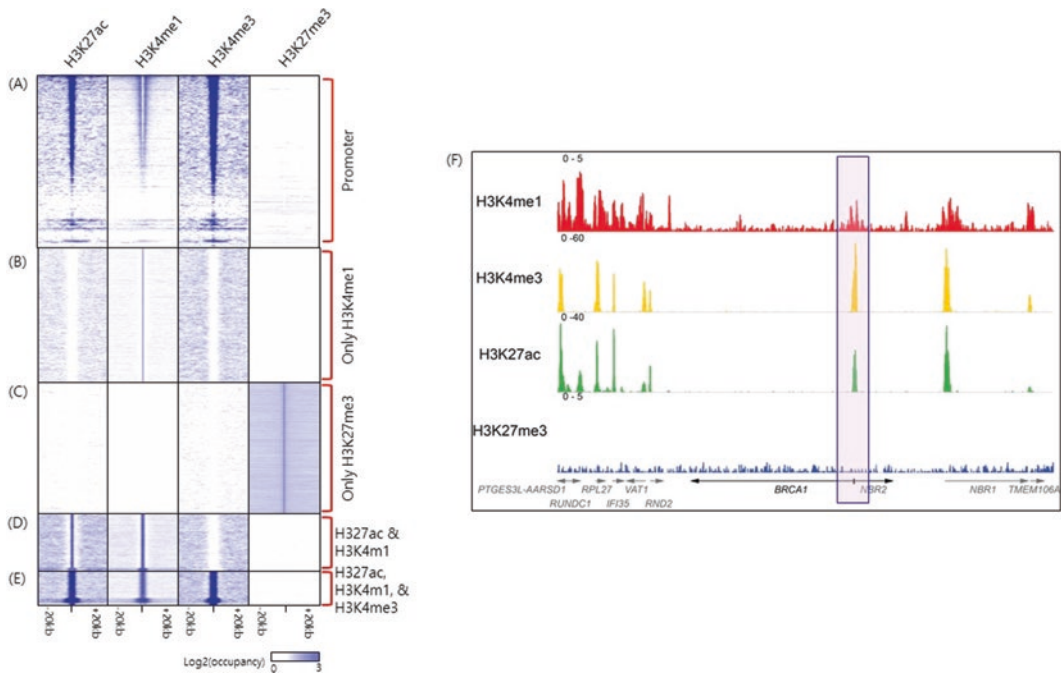 H3K27ac
H3K4me1
H3K4me3
H3K27me3
(A)
Promoter
(B)
Only H3K4me1
(C)
Only H3K27me3
(D)
H327ac &
H3K4m1
(E)
H327ac,
H3K4m1, &
H3K4me3
-20kb
+20kb
-20kb
+20kb
-20kb
+20kb
-20kb
+20kb
Log2(occupancy)
0
3
(F)
0 - 5
H3K4me1
0 -60
H3K4me3
0 -40
H3K27ac
0 - 5
H3K27me3
PTGES3L-AARSD1 RPL27 VAT1 BRCA1 NBR2 NBR1 TMEM106A
RUNDC1 IFI35 RND2